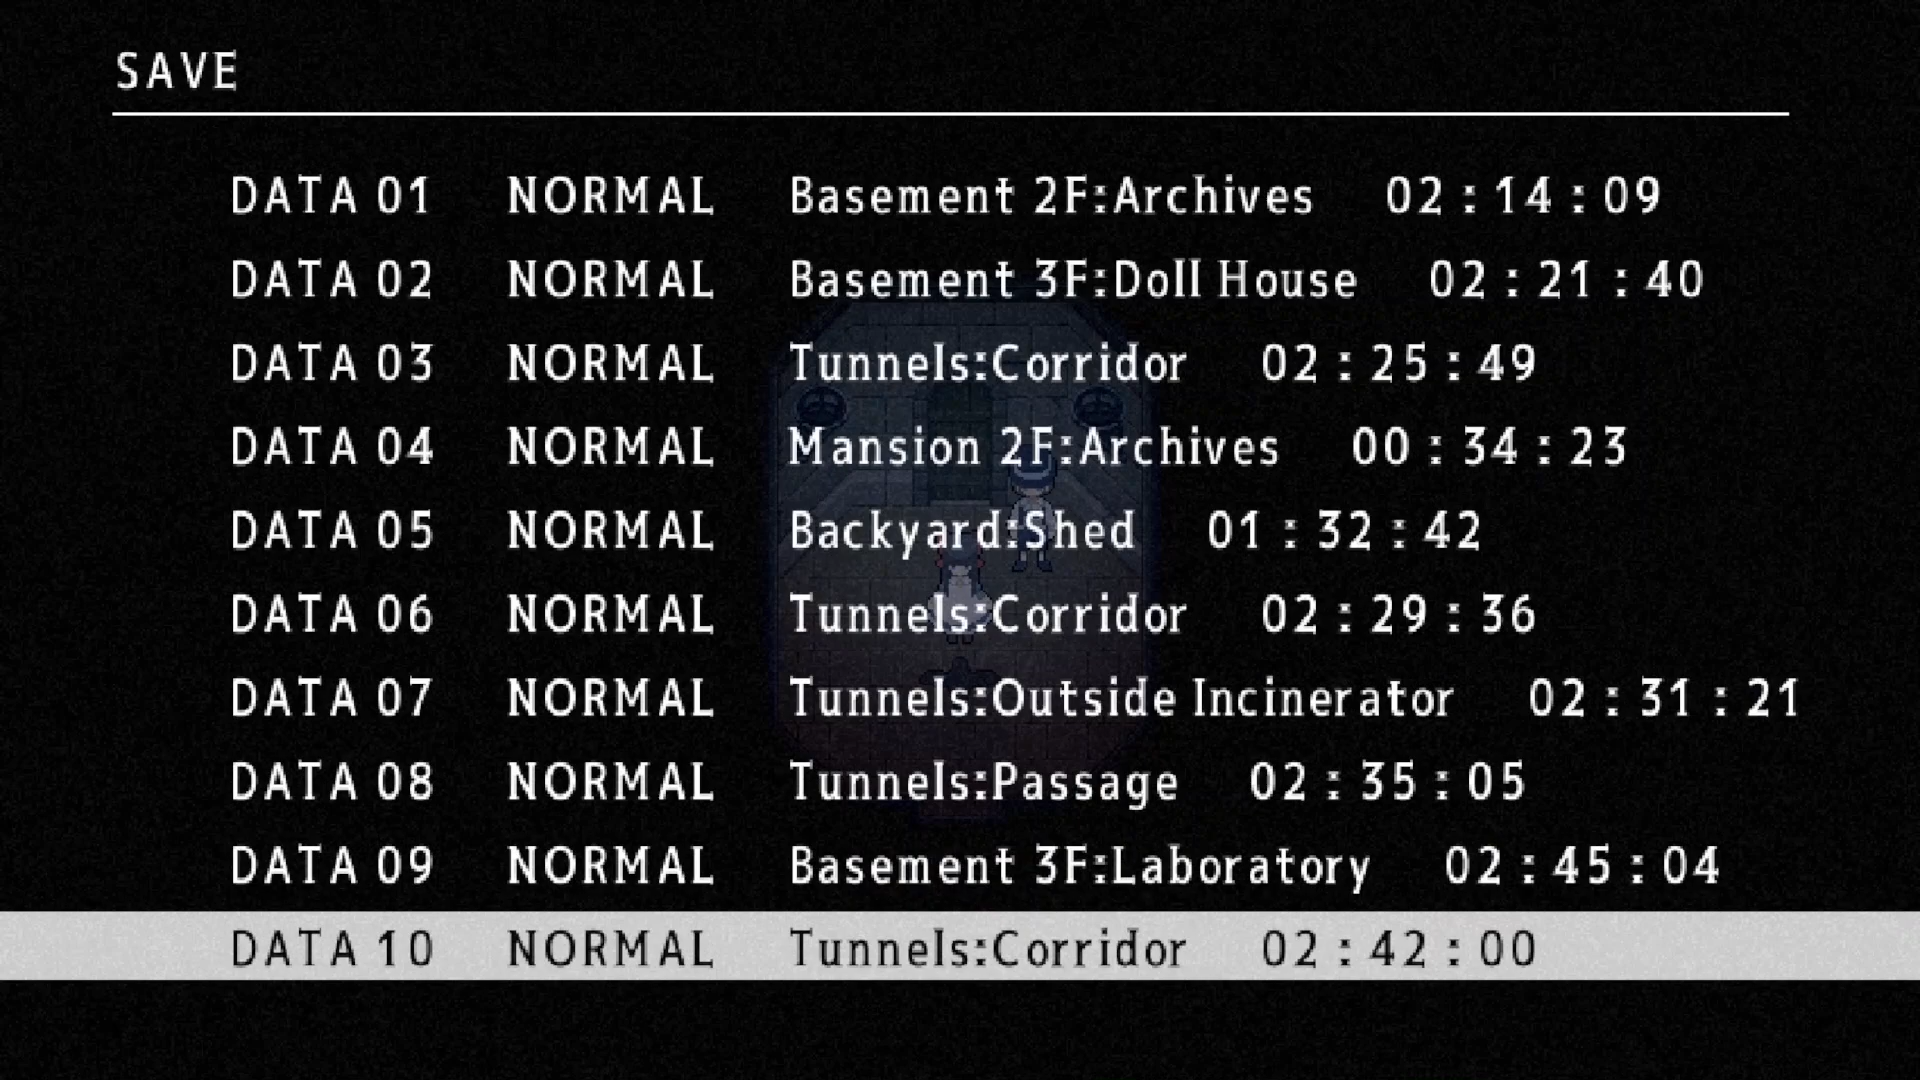 SAVE
DATA 01 NORMAL Basement 2F:Archives 02:14:09
DATA 02 NORMAL Basement 3F:Doll House 02:21:40
DATA 03 NORMAL Tunnels:Corridor 02:25:49
DATA 04 NORMAL Mansion 2F:Archives 00:34:23
DATA 05 NORMAL Backyard:Shed 01:32:42
DATA 06 NORMAL Tunnels:Corridor 02:29:36
DATA 07 NORMAL Tunnels:Outside Incinerator 02:31:21
DATA 08 NORMAL Tunnels:Passage 02:35:05
DATA 09 NORMAL Basement 3F:Laboratory 02:45:04
DATA 10 NORMAL Tunnels:Corridor 02:42:00